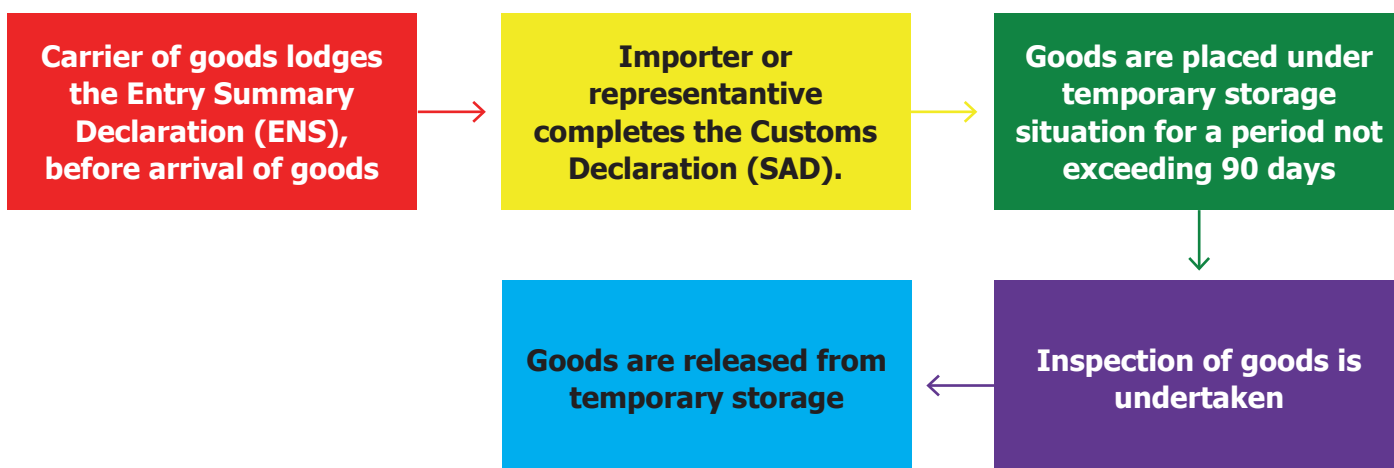 Carrier of goods lodges
the Entry Summary
Declaration (ENS),
before arrival of goods
Importer or
representantive
completes the Customs
Declaration (SAD).
Goods are placed under
temporary storage
situation for a period not
exceeding 90 days
Inspection of goods is
undertaken
Goods are released from
temporary storage